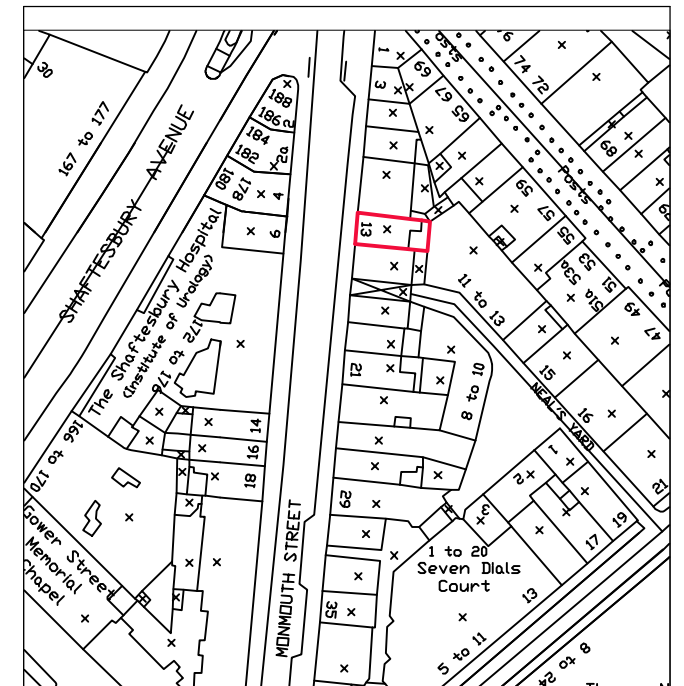 osts
1
76
74 72
30
69
67
65
3
188
186
2
184
182
2a
180
178
4
6
167 to 177
SHAFTESBURY AVENUE
68
Posts
59
57
55
53
53a
51
51a
49
47
13
11 to 13
The Shaftesbury Hospital
(Institute of Urology)
172 to 176
21
8 to 10
15
16
NEAL'S YARD
14
16
18
166 to 170
1
2
3
21
19
17
29
MONMOUTH STREET
1 to 20
Seven Dials
Court
Gower Street
Memorial
Chapel
13
35
5 to 11
8 to 24